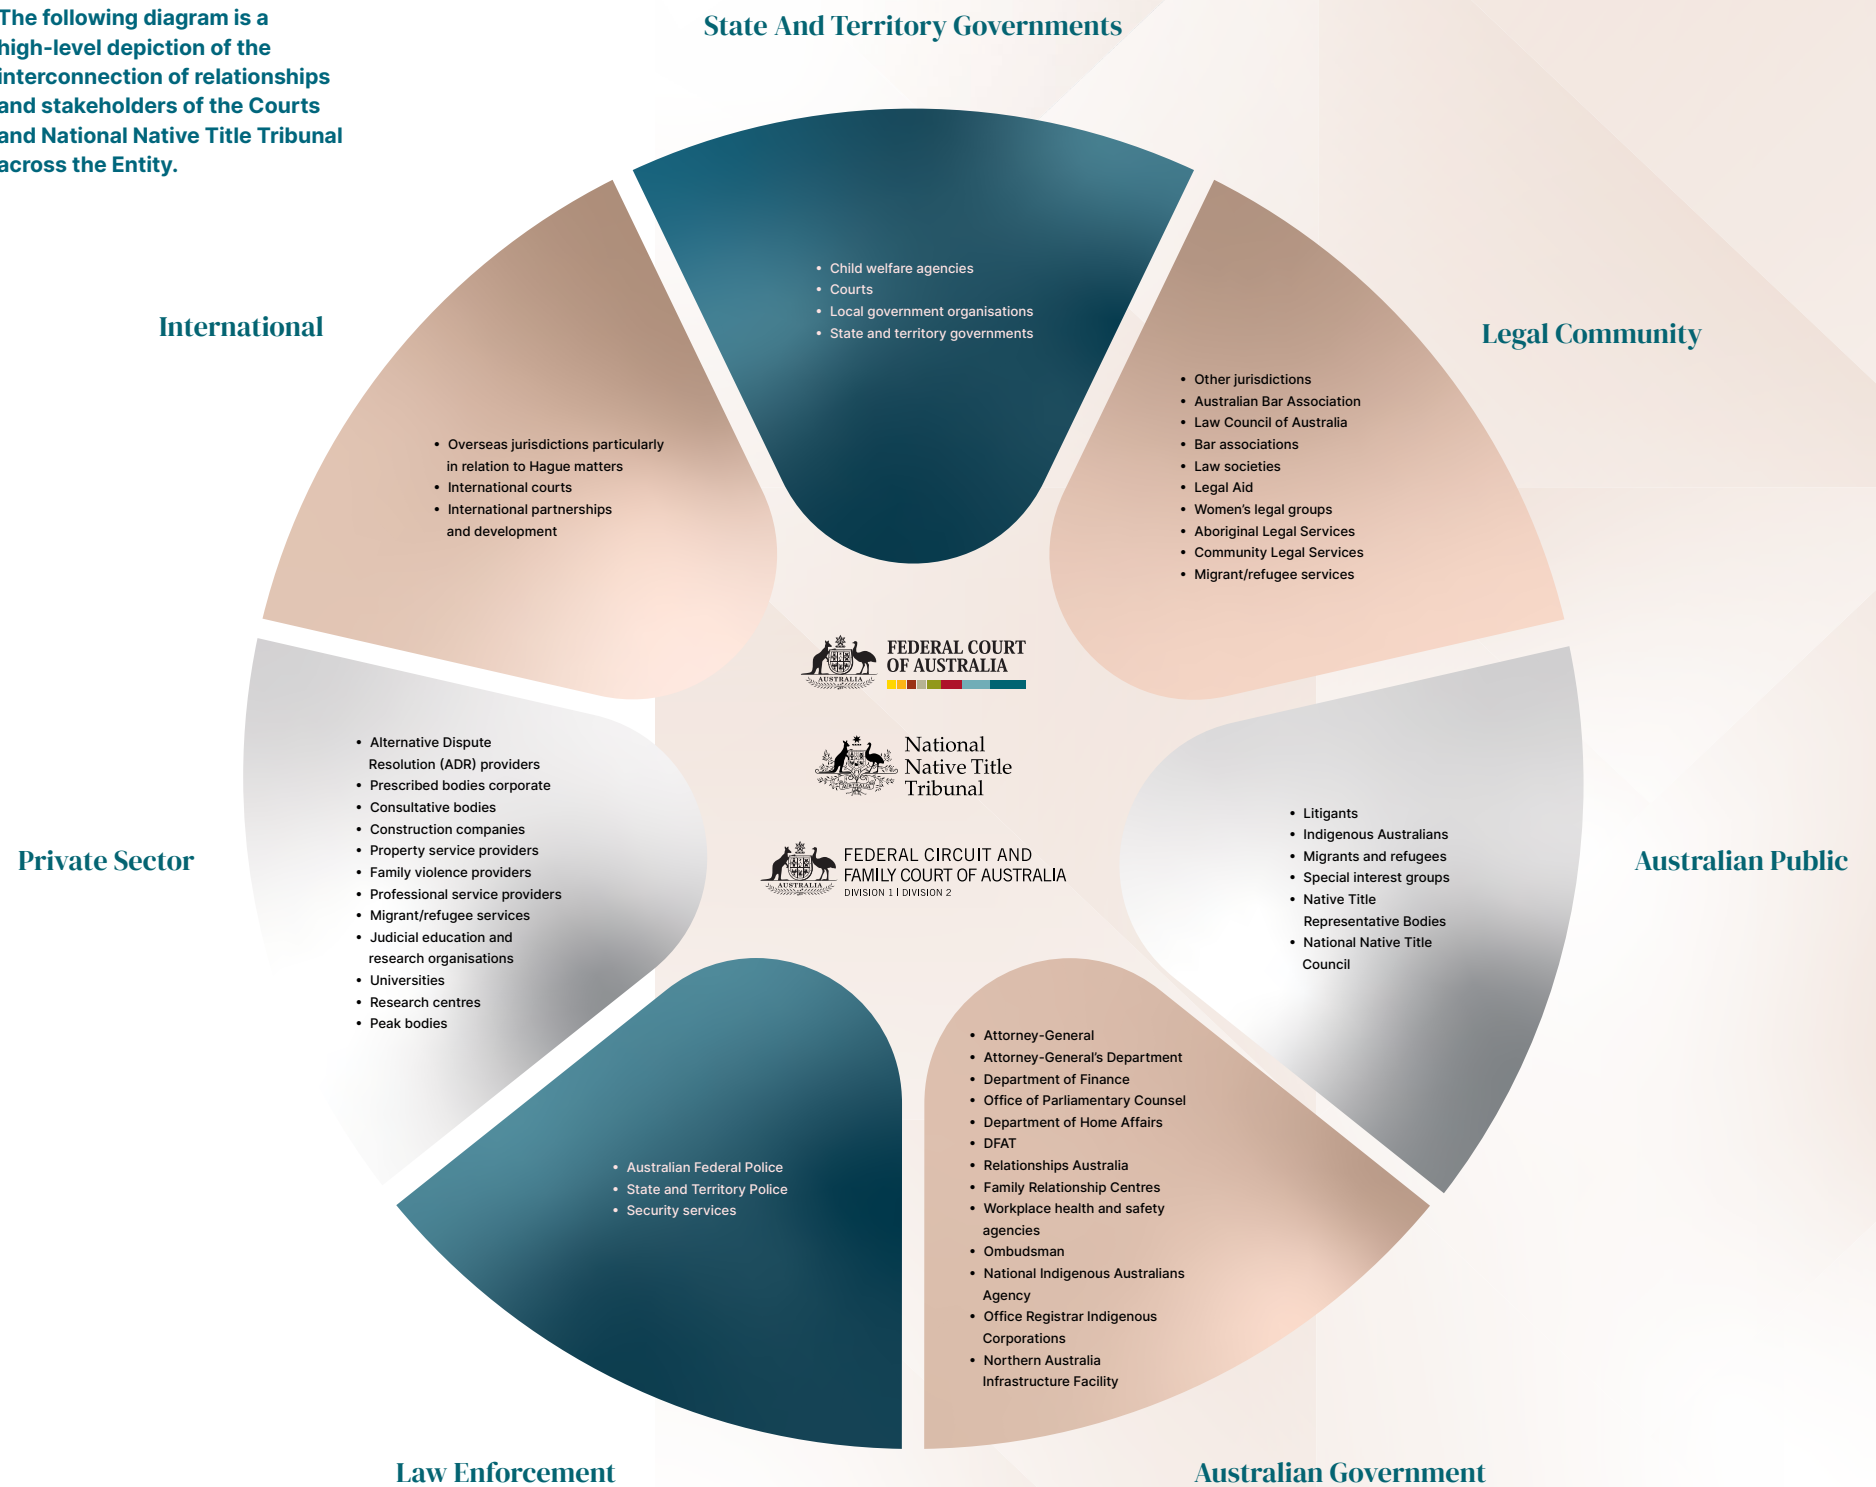 The following diagram is a
high-level depiction of the
interconnection of relationships
and stakeholders of the Courts
and National Native Title Tribunal
across the Entity.
State And Territory Governments
• Child welfare agencies
• Courts
• Local government organisations
• State and territory governments
Legal Community
• Other jurisdictions
• Australian Bar Association
• Law Council of Australia
• Bar associations
• Law societies
• Legal Aid
• Women's legal groups
• Aboriginal Legal Services
• Community Legal Services
• Migrant/refugee services
International
• Overseas jurisdictions particularly
in relation to Hague matters
• International courts
• International partnerships
and development
AUSTRALIA
FEDERAL COURT
OF AUSTRALIA
AUSTRALIA
National
Native Title
Tribunal
AUSTRALIA
FEDERAL CIRCUIT AND
FAMILY COURT OF AUSTRALIA
DIVISION 1 | DIVISION 2
Private Sector
• Alternative Dispute
Resolution (ADR) providers
• Prescribed bodies corporate
• Consultative bodies
• Construction companies
• Property service providers
• Family violence providers
• Professional service providers
• Migrant/refugee services
• Judicial education and
research organisations
• Universities
• Research centres
• Peak bodies
Australian Public
• Litigants
• Indigenous Australians
• Migrants and refugees
• Special interest groups
• Native Title
Representative Bodies
• National Native Title
Council
• Australian Federal Police
• State and Territory Police
• Security services
Law Enforcement
• Attorney-General
• Attorney-General's Department
• Department of Finance
• Office of Parliamentary Counsel
• Department of Home Affairs
• DFAT
• Relationships Australia
• Family Relationship Centres
• Workplace health and safety
agencies
• Ombudsman
• National Indigenous Australians
Agency
• Office Registrar Indigenous
Corporations
• Northern Australia
Infrastructure Facility
Australian Government